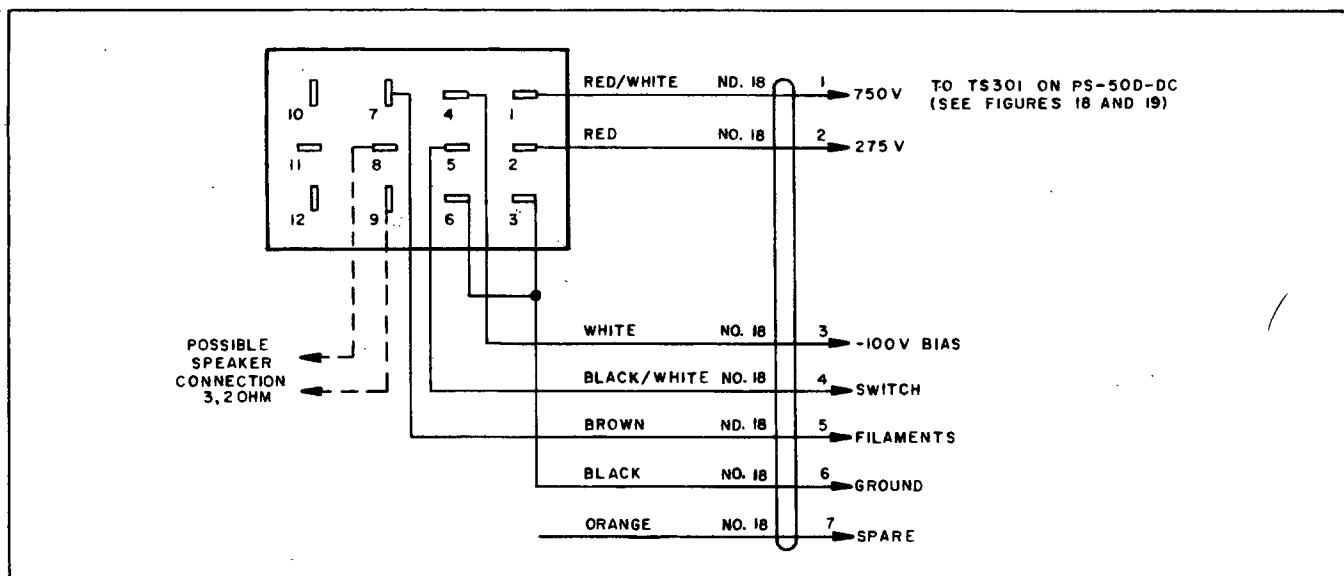 RED/WHITE ND. 18 1 750V TO TS301 ON PS-50D-DC
(SEE FIGURES 18 AND 19)
10 7 4 1
RED NO. 18 2 275V
11 8 5 2
12 9 6 3
WHITE NO. 18 3 -100V BIAS
POSSIBLE
SPEAKER
CONNECTION
3,2 OHM
BLACK/WHITE NO. 18 4 SWITCH
BROWN ND. 18 5 FILAMENTS
BLACK NO. 18 6 GROUND
ORANGE NO. 18 7 SPARE